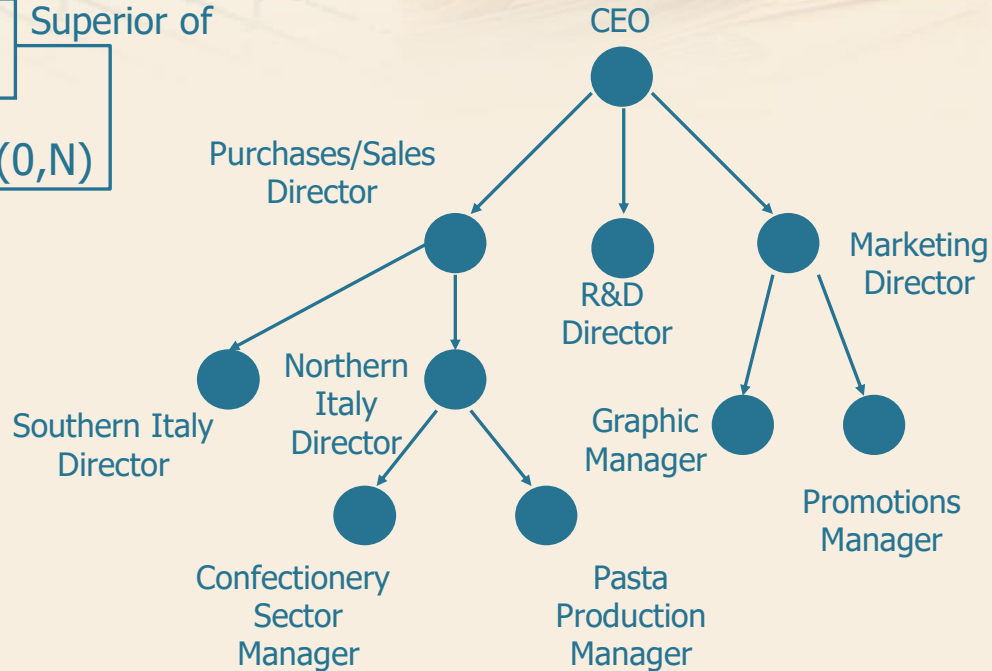 Superior of
(0,N)
CEO
Purchases/Sales
Director
R&D
Director
Marketing
Director
Southern Italy
Director
Northern
Italy
Director
Graphic
Manager
Promotions
Manager
Confectionery
Sector
Manager
Pasta
Production
Manager